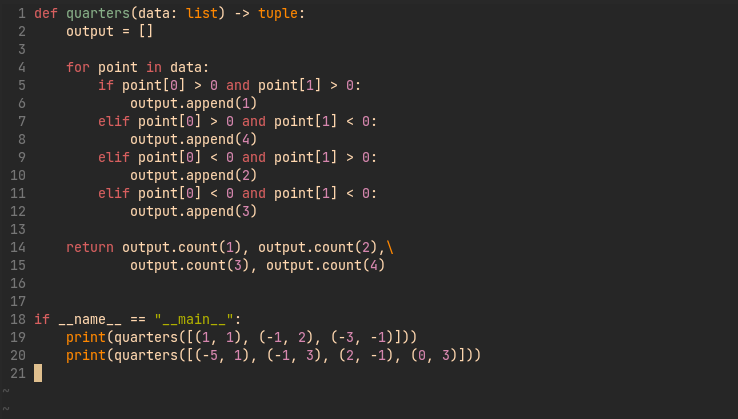 1 def quarters(data: list) -> tuple:
2     output = []
3
4     for point in data:
5         if point[0] > 0 and point[1] > 0:
6             output.append(1)
7         elif point[0] > 0 and point[1] < 0:
8             output.append(4)
9         elif point[0] < 0 and point[1] > 0:
10             output.append(2)
11         elif point[0] < 0 and point[1] < 0:
12             output.append(3)
13
14     return output.count(1), output.count(2),\
15             output.count(3), output.count(4)
16
17
18 if __name__ == "__main__":
19     print(quarters([(1, 1), (-1, 2), (-3, -1)]))
20     print(quarters([(-5, 1), (-1, 3), (2, -1), (0, 3)]))
21
~
~